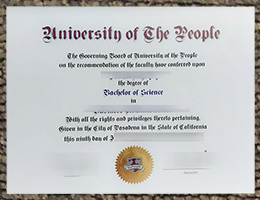 University of The People
The Governing Board of University of the People
on the recommendation of the faculty have conferred upon
the degree of
Bachelor of Science
in
With all the rights and privileges thereto pertaining.
Given in the City of Pasadena in the State of California
this ninth day of